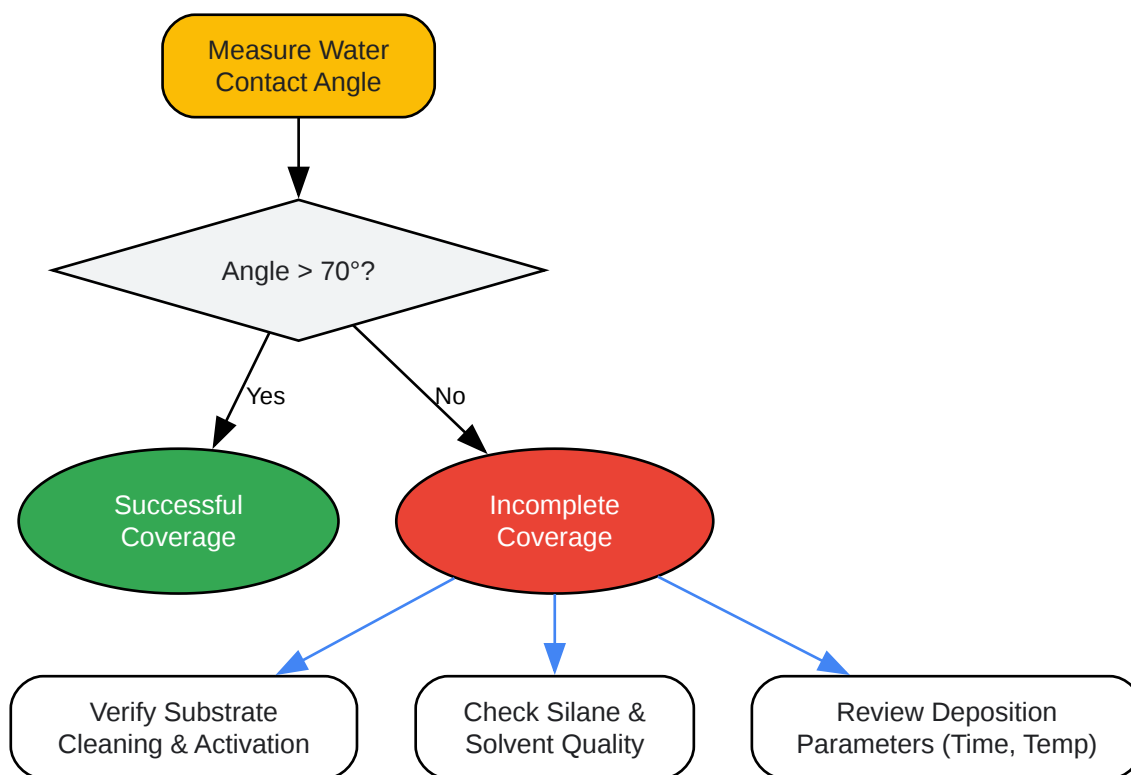 Measure Water
Contact Angle
Angle > 70°?
Yes
No
Successful
Coverage
Incomplete
Coverage
Verify Substrate
Cleaning & Activation
Check Silane &
Solvent Quality
Review Deposition
Parameters (Time, Temp)